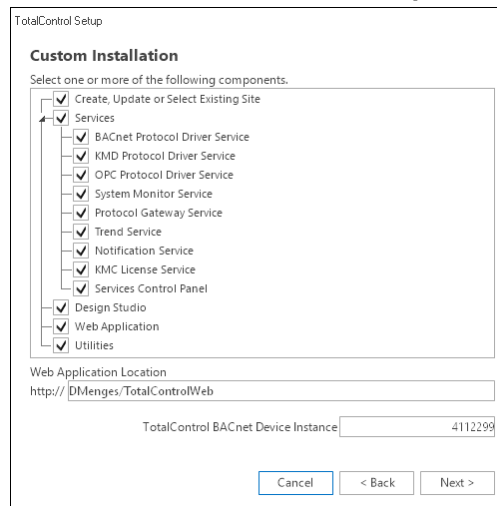 TotalControl Setup
Custom Installation
Select one or more of the following components.
Create, Update or Select Existing Site
Services
BACnet Protocol Driver Service
KMD Protocol Driver Service
OPC Protocol Driver Service
System Monitor Service
Protocol Gateway Service
Trend Service
Notification Service
KMC License Service
Services Control Panel
Design Studio
Web Application
Utilities
Web Application Location
http:// DMenges/TotalControlWeb
TotalControl BACnet Device Instance 4112299
Cancel < Back Next >